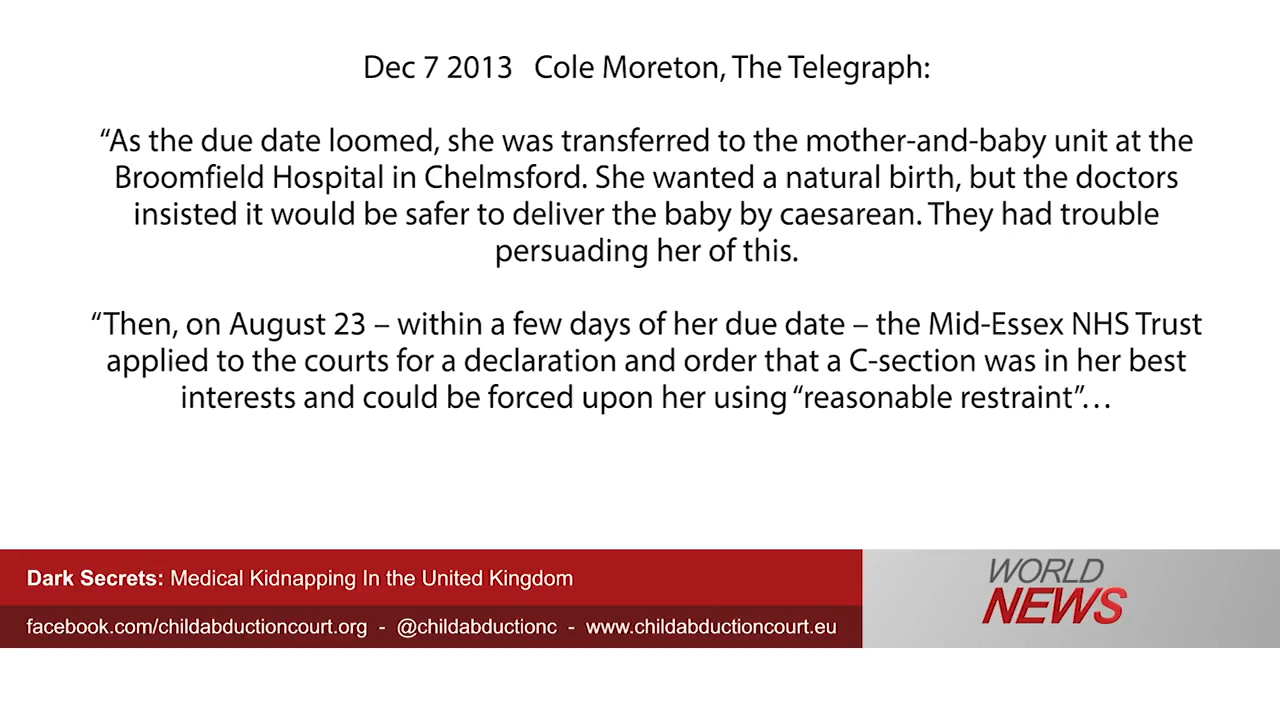 Dec 7 2013 Cole Moreton, The Telegraph:
“As the due date loomed, she was transferred to the mother-and-baby unit at the
Broomfield Hospital in Chelmsford. She wanted a natural birth, but the doctors
insisted it would be safer to deliver the baby by caesarean. They had trouble
persuading her of this.
“Then, on August 23 – within a few days of her due date – the Mid-Essex NHS Trust
applied to the courts for a declaration and order that a C-section was in her best
interests and could be forced upon her using “reasonable restraint”…
Dark Secrets: Medical Kidnapping In the United Kingdom
facebook.com/childabductioncourt.org - @childabductionc - www.childabductioncourt.eu
WORLD
NEWS